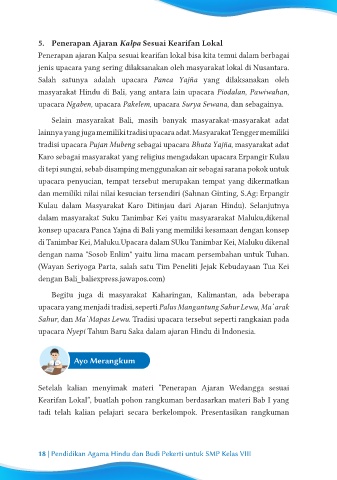 5. Penerapan Ajaran Kalpa Sesuai Kearifan Lokal
Penerapan ajaran Kalpa sesuai kearifan lokal bisa kita temui dalam berbagai
jenis upacara yang sering dilaksanakan oleh masyarakat lokal di Nusantara.
Salah satunya adalah upacara Panca Yajña yang dilaksanakan oleh
masyarakat Hindu di Bali, yang antara lain upacara Piodalan, Pawiwahan,
upacara Ngaben, upacara Pakelem, upacara Surya Sewana, dan sebagainya.
Selain masyarakat Bali, masih banyak masyarakat-masyarakat adat
lainnya yang juga memiliki tradisi upacara adat. Masyarakat Tengger memiliki
tradisi upacara Pujan Mubeng sebagai upacara Bhuta Yajña, masyarakat adat
Karo sebagai masyarakat yang religius mengadakan upacara Erpangir Kulau
di tepi sungai, sebab disamping menggunakan air sebagai sarana pokok untuk
upacara penyucian, tempat tersebut merupakan tempat yang dikermatkan
dan memiliki nilai nilai kesucian tersendiri (Sahnan Ginting, S.Ag: Erpangir
Kulau dalam Masyarakat Karo Ditinjau dari Ajaran Hindu). Selanjutnya
dalam masyarakat Suku Tanimbar Kei yaitu masyararakat Maluku,dikenal
konsep upacara Panca Yajna di Bali yang memiliki kesamaan dengan konsep
di Tanimbar Kei, Maluku.Upacara dalam SUku Tanimbar Kei, Maluku dikenal
dengan nama "Sosob Enlim" yaitu lima macam persembahan untuk Tuhan.
(Wayan Seriyoga Parta, salah satu Tim Peneliti Jejak Kebudayaan Tua Kei
dengan Bali_baliexpress.jawapos.com)
Begitu juga di masyarakat Kaharingan, Kalimantan, ada beberapa
upacara yang menjadi tradisi, seperti Palus Mangantung Sahur Lewu, Ma`arak
Sahur, dan Ma`Mapas Lewu. Tradisi upacara tersebut seperti rangkaian pada
upacara Nyepi Tahun Baru Saka dalam ajaran Hindu di Indonesia.
Ayo Merangkum
Setelah kalian menyimak materi "Penerapan Ajaran Wedangga sesuai
Kearifan Lokal", buatlah pohon rangkuman berdasarkan materi Bab I yang
tadi telah kalian pelajari secara berkelompok. Presentasikan rangkuman
18 | Pendidikan Agama Hindu dan Budi Pekerti untuk SMP Kelas VIII